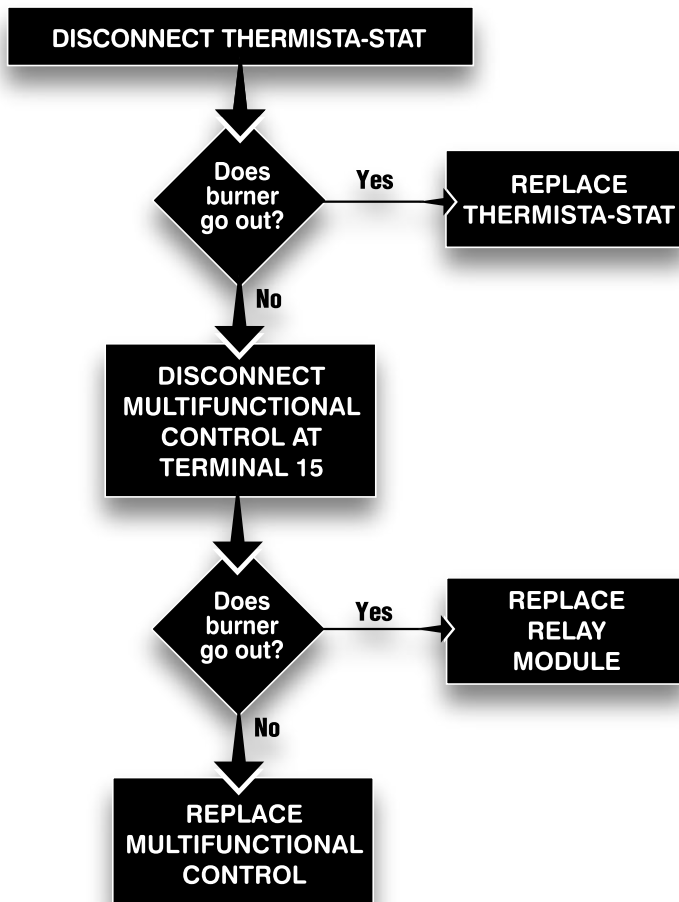 DISCONNECT THERMISTA-STAT
Does
burner
go out?
Yes
REPLACE
THERMISTA-STAT
No
DISCONNECT
MULTIFUNCTIONAL
CONTROL AT
TERMINAL 15
Does
burner
go out?
Yes
REPLACE
RELAY
MODULE
No
REPLACE
MULTIFUNCTIONAL
CONTROL